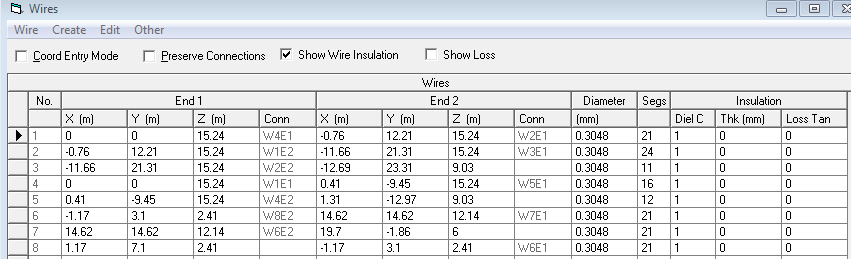 Wires
Wire Create Edit Other
Coord Entry Mode Preserve Connections Show Wire Insulation Show Loss
Wires
No. End 1 End 2 Diameter Segs Insulation
X (m) Y (m) Z (m) Conn X (m) Y (m) Z (m) Conn (mm) Diel C Thk (mm) Loss Tan
1 0 0 15.24 W4E1 -0.76 12.21 15.24 W2E1 0.3048 21 1 0 0
2 -0.76 12.21 15.24 W1E2 -11.66 21.31 15.24 W3E1 0.3048 24 1 0 0
3 -11.66 21.31 15.24 W2E2 -12.69 23.31 9.03 0.3048 11 1 0 0
4 0 0 15.24 W1E1 0.41 -9.45 15.24 W5E1 0.3048 16 1 0 0
5 0.41 -9.45 15.24 W4E2 1.31 -12.97 9.03 0.3048 12 1 0 0
6 -1.17 3.1 2.41 W8E2 14.62 14.62 12.14 W7E1 0.3048 21 1 0 0
7 14.62 14.62 12.14 W6E2 19.7 -1.86 6 0.3048 21 1 0 0
8 1.17 7.1 2.41 -1.17 3.1 2.41 W6E1 0.3048 21 1 0 0